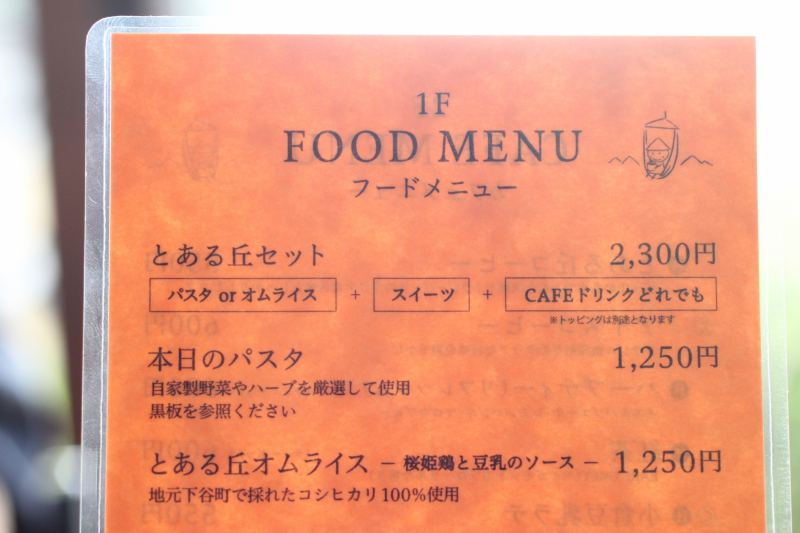 1F
FOOD MENU
フードメニュー
とある丘セット 2,300円
パスタ or オムライス + スイーツ + CAFEドリンクどれでも
※トッピングは別途となります
本日のパスタ 1,250円
自家製野菜やハーブを厳選して使用
黒板を参照ください
とある丘オムライス － 桜姫鶏と豆乳のソース － 1,250円
地元下谷町で採れたコシヒカリ100%使用